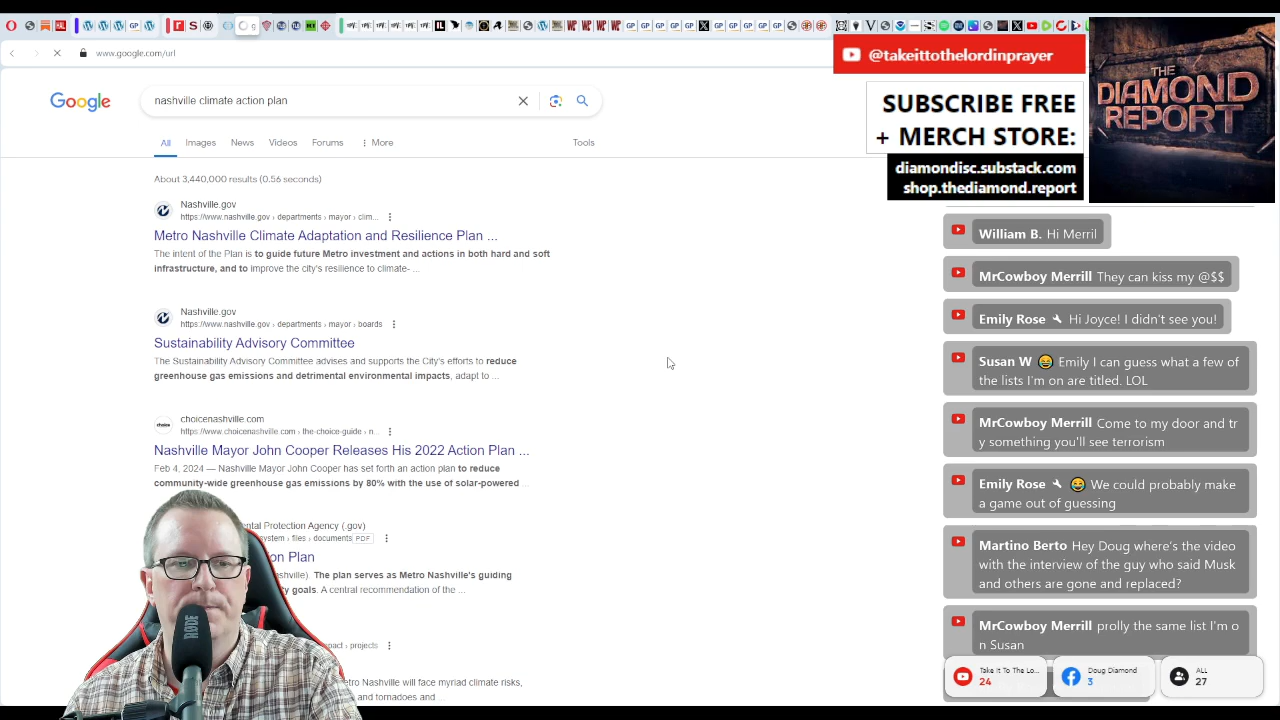 www.google.com/url
@takeittothelordinprayer
THE
DIAMOND
REPORT
SUBSCRIBE FREE
+ MERCH STORE:
diamondisc.substack.com
shop.thediamond.report
Google
nashville climate action plan
All Images News Videos Forums More Tools
About 3,440,000 results (0.56 seconds)
Nashville.gov
https://www.nashville.gov › departments › mayor › clim...
Metro Nashville Climate Adaptation and Resilience Plan ...
The intent of the Plan is to guide future Metro investment and actions in both hard and soft
infrastructure, and to improve the city's resilience to climate- ...
Nashville.gov
https://www.nashville.gov › departments › mayor › boards
Sustainability Advisory Committee
The Sustainability Advisory Committee advises and supports the City's efforts to reduce
greenhouse gas emissions and detrimental environmental impacts, adapt to ...
choice
choicenashville.com
https://www.choicenashville.com › the-choice-guide › n...
Nashville Mayor John Cooper Releases His 2022 Action Plan ...
Feb 4, 2024 — Nashville Mayor John Cooper has set forth an action plan to reduce
community-wide greenhouse gas emissions by 80% with the use of solar-powered ...
ental Protection Agency (.gov)
system › files › documents PDF
on Plan
shville). The plan serves as Metro Nashville's guiding
ty goals. A central recommendation of the ...
pact › projects
etro Nashville will face myriad climate risks,
and tornadoes and ...
RØDE
William B. Hi Merril
MrCowboy Merrill They can kiss my @$$
Emily Rose Hi Joyce! I didn't see you!
Susan W 😂 Emily I can guess what a few of
the lists I'm on are titled. LOL
MrCowboy Merrill Come to my door and tr
y something you'll see terrorism
Emily Rose 😂 We could probably make
a game out of guessing
Martino Berto Hey Doug where's the video
with the interview of the guy who said Musk
and others are gone and replaced?
MrCowboy Merrill prolly the same list I'm o
n Susan
Take It To The Lo...
24
Doug Diamond
3
ALL
27